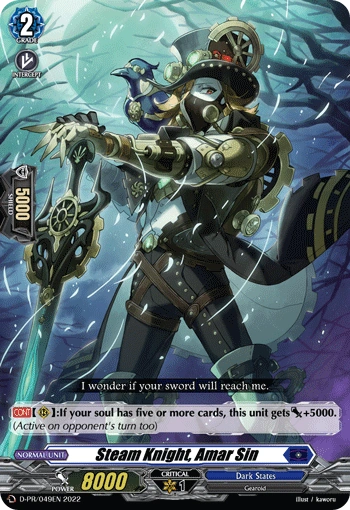 2
GRADE
INTERCEPT
5000
SHIELD
I wonder if your sword will reach me.
CONT【 】:If your soul has five or more cards, this unit gets +5000.
(Active on opponent's turn too)
NORMAL UNIT
Steam Knight, Amar Sin
POWER 8000
CRITICAL
1
Dark States
Gearoid
D-PR/049EN 2022
Illust / kaworu